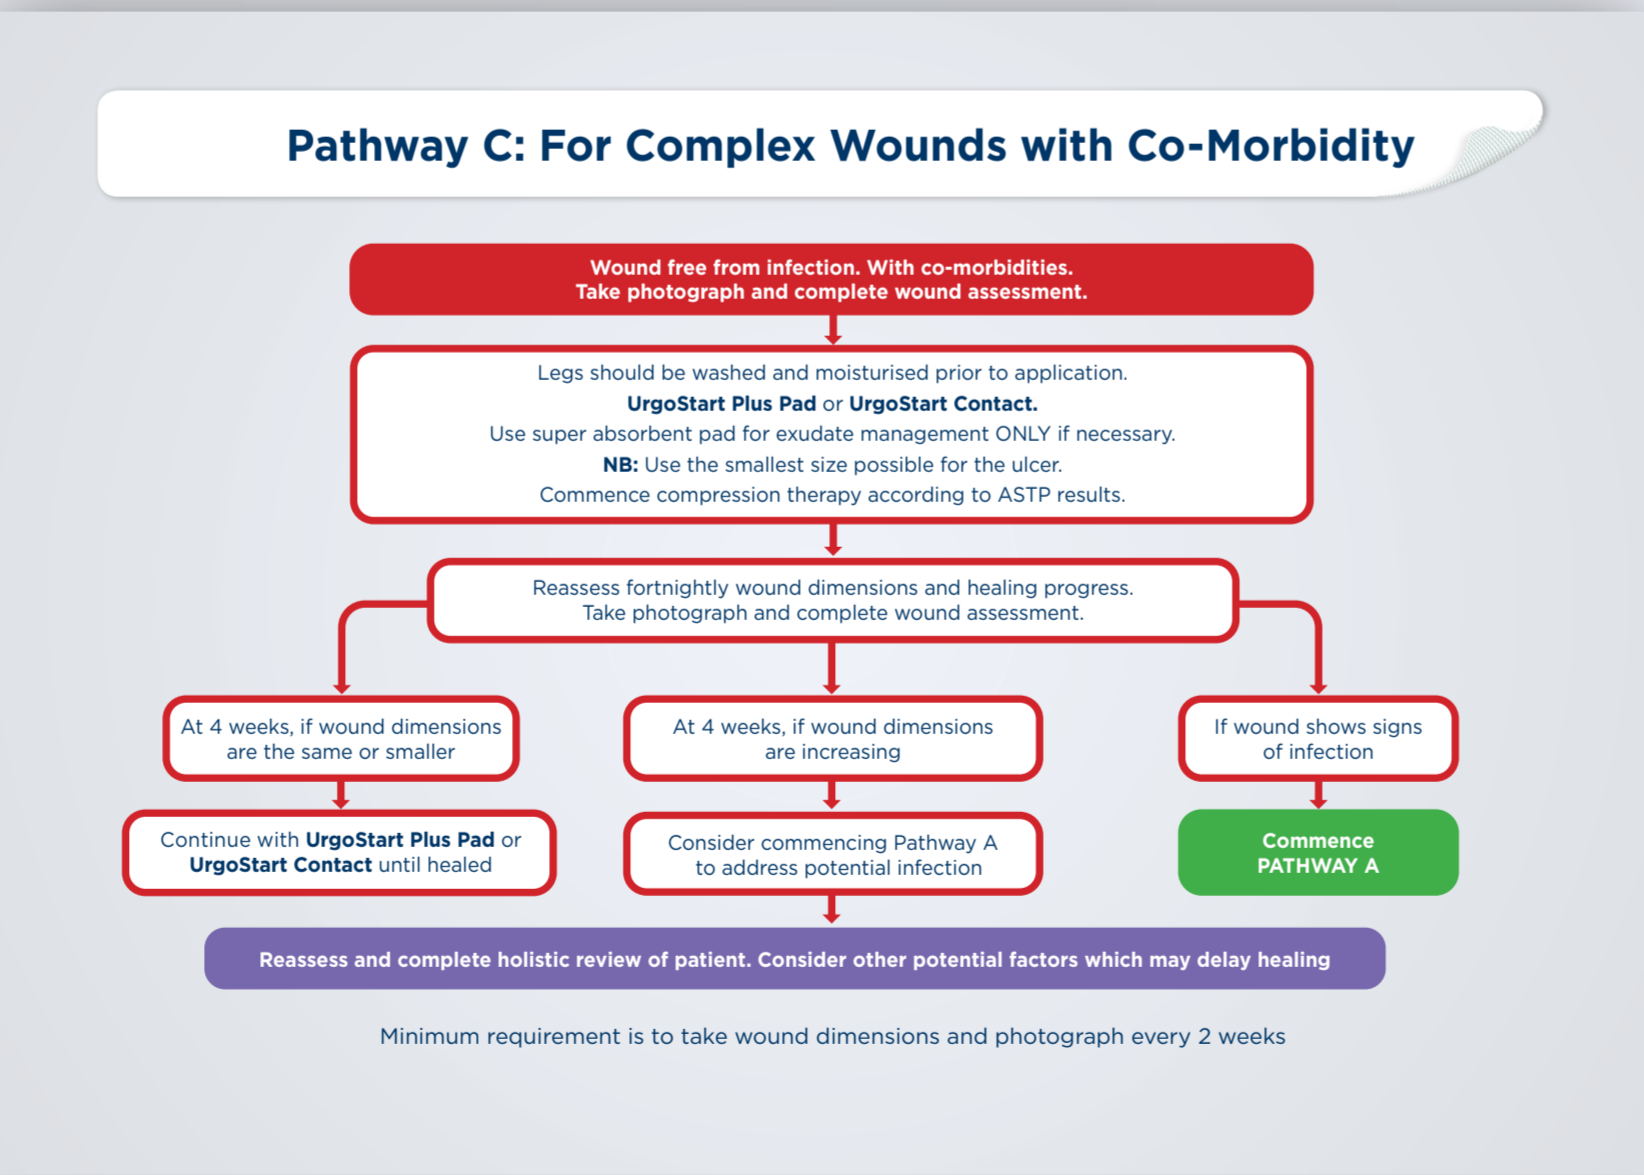 Pathway C: For Complex Wounds with Co-Morbidity
Wound free from infection. With co-morbidities.
Take photograph and complete wound assessment.
Legs should be washed and moisturised prior to application.
UrgoStart Plus Pad or UrgoStart Contact.
Use super absorbent pad for exudate management ONLY if necessary.
NB: Use the smallest size possible for the ulcer.
Commence compression therapy according to ASTP results.
Reassess fortnightly wound dimensions and healing progress.
Take photograph and complete wound assessment.
At 4 weeks, if wound dimensions
are the same or smaller
Continue with UrgoStart Plus Pad or
UrgoStart Contact until healed
At 4 weeks, if wound dimensions
are increasing
Consider commencing Pathway A
to address potential infection
If wound shows signs
of infection
Commence
PATHWAY A
Reassess and complete holistic review of patient. Consider other potential factors which may delay healing
Minimum requirement is to take wound dimensions and photograph every 2 weeks